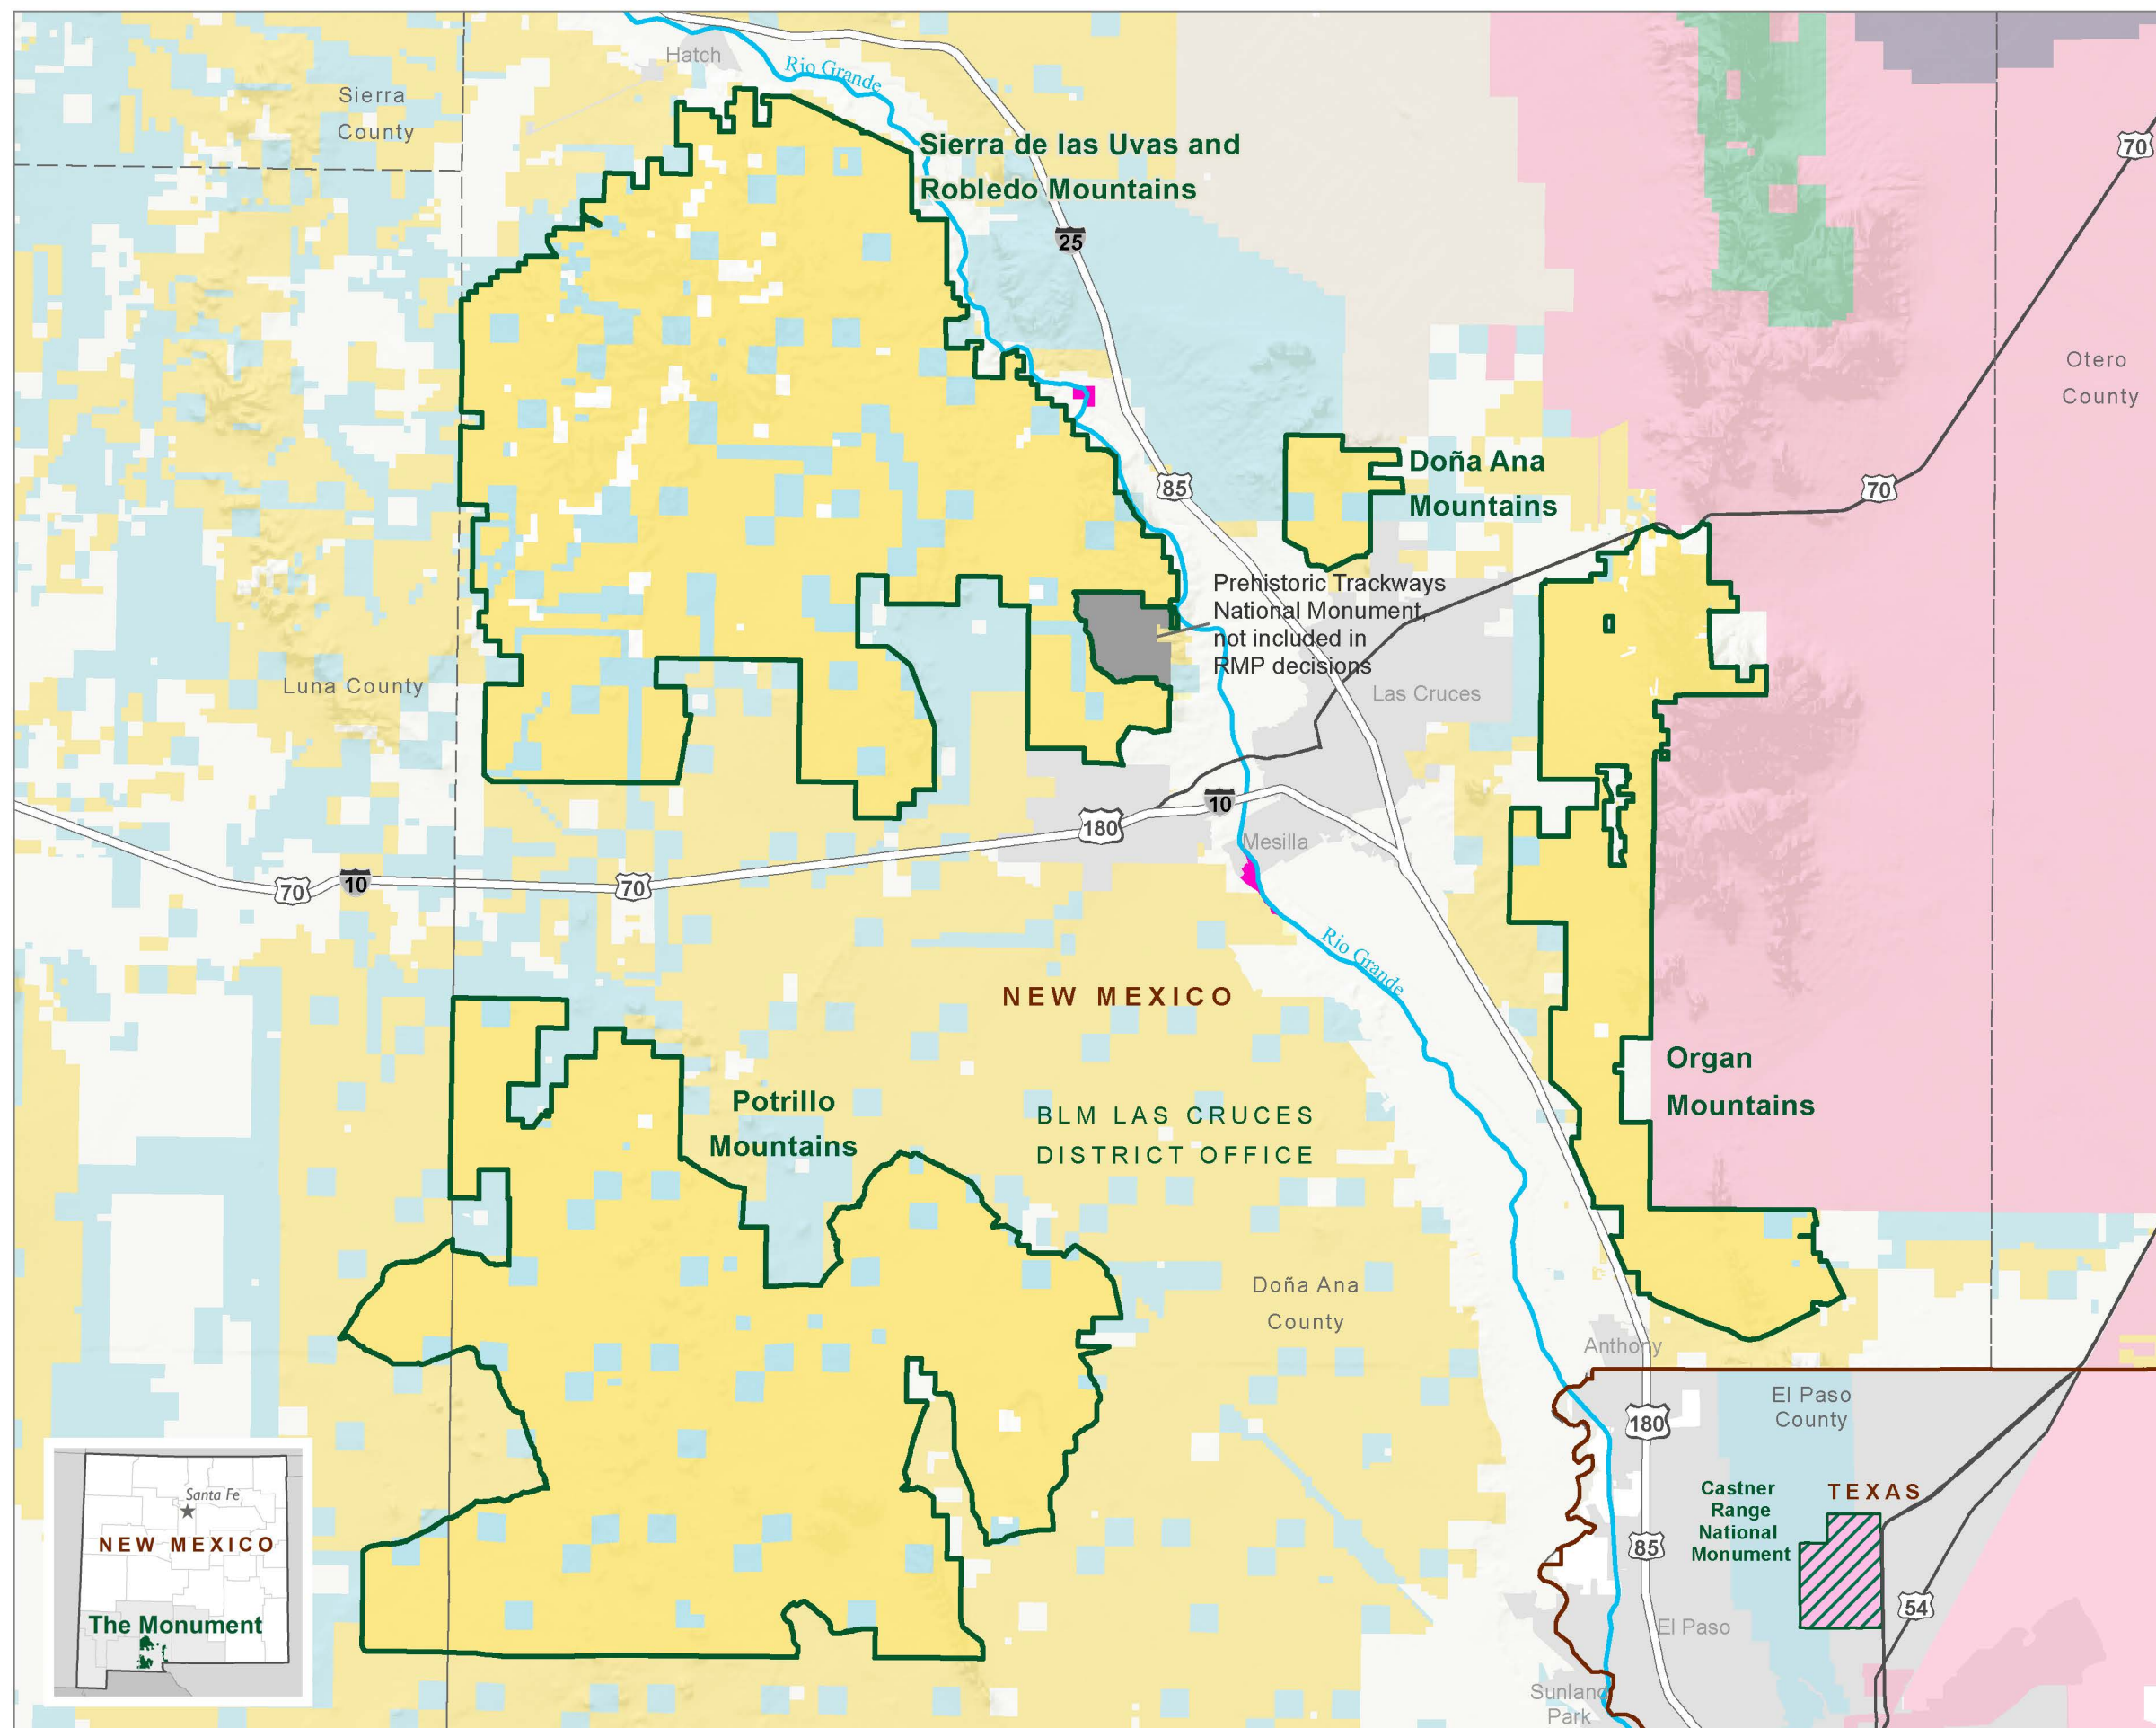 Hatch
Rio Grande
Sierra
County
Sierra de las Uvas and
Robledo Mountains
70
25
Otero
County
Doña Ana
Mountains
85
70
Prehistoric Trackways
National Monument,
not included in
RMP decisions
Luna County
Las Cruces
10
180
Mesilla
70
10
70
Rio Grande
NEW MEXICO
Organ
Mountains
Potrillo
Mountains
BLM LAS CRUCES
DISTRICT OFFICE
Doña Ana
County
Anthony
El Paso
County
180
Castner
Range
National
Monument
TEXAS
85
54
El Paso
Sunland
Park
Santa Fe
NEW MEXICO
The Monument